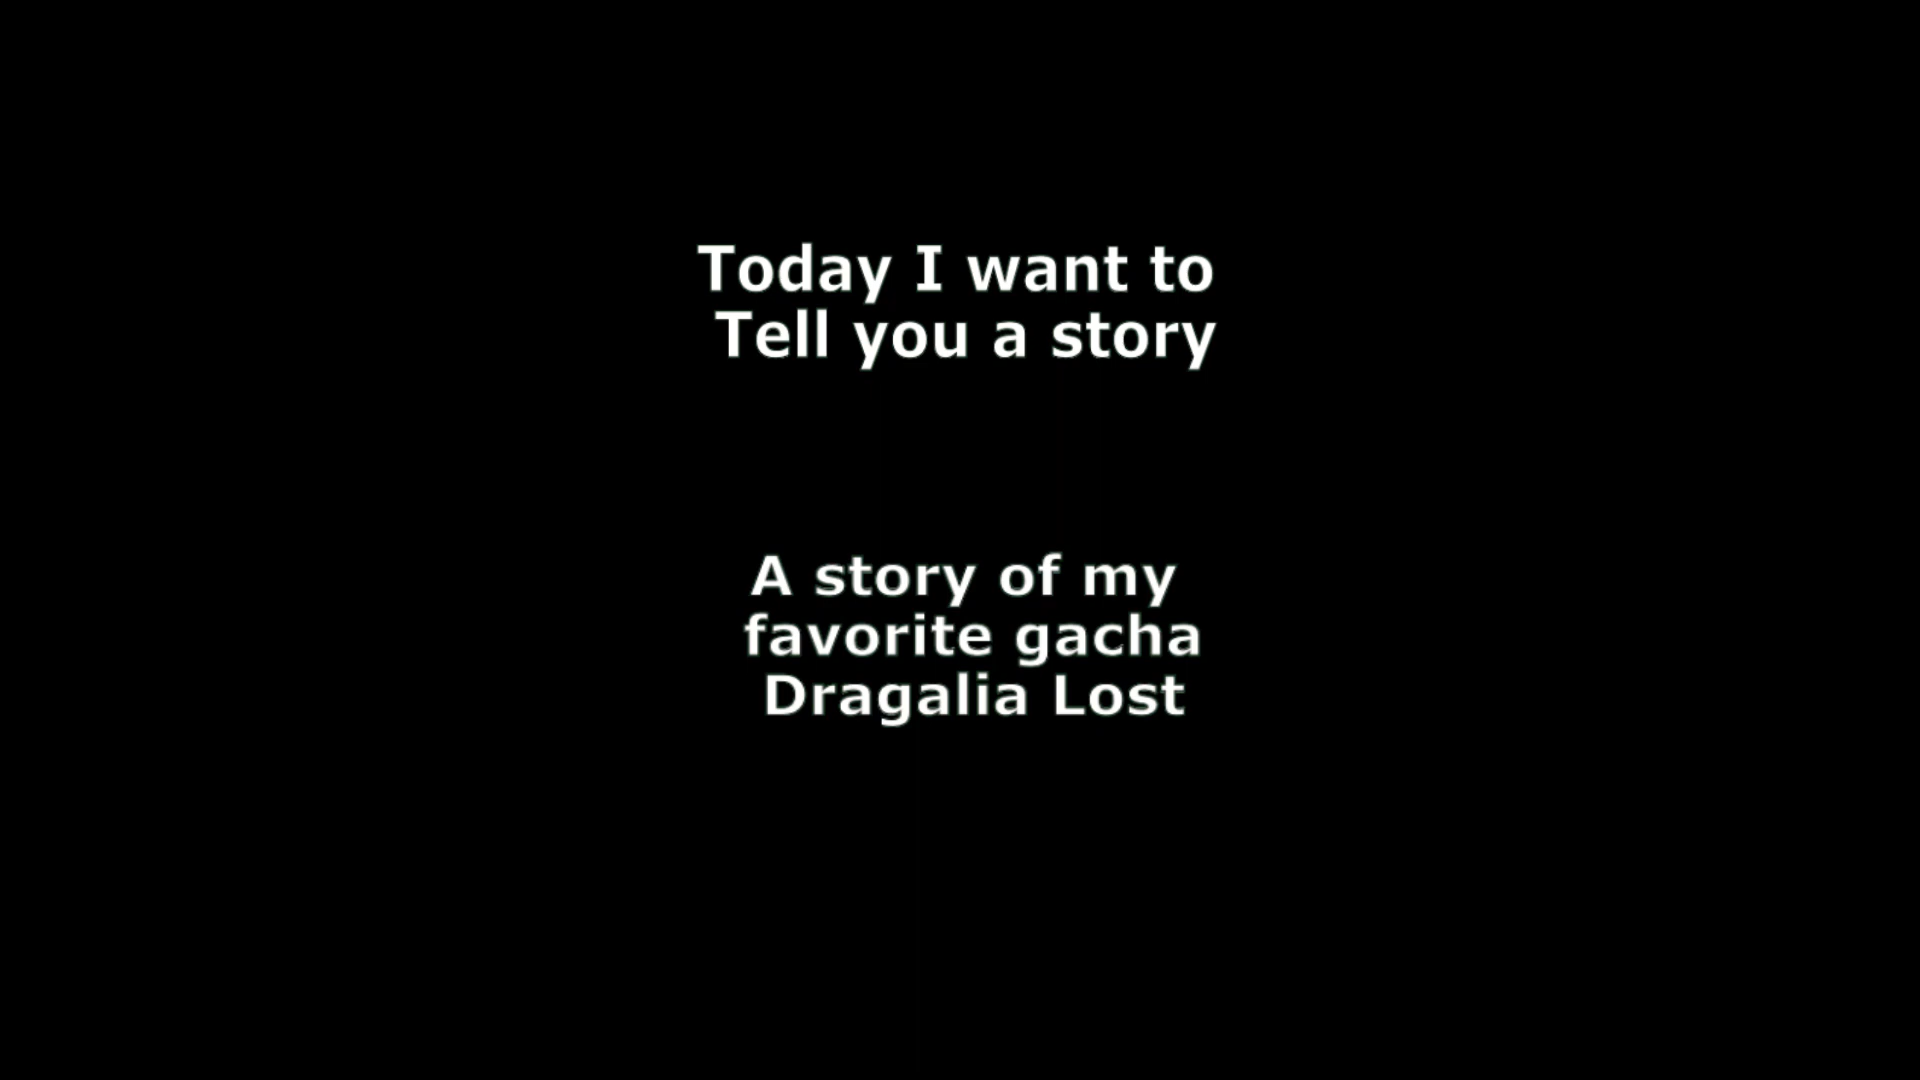 Today I want to
Tell you a story
A story of my
favorite gacha
Dragalia Lost